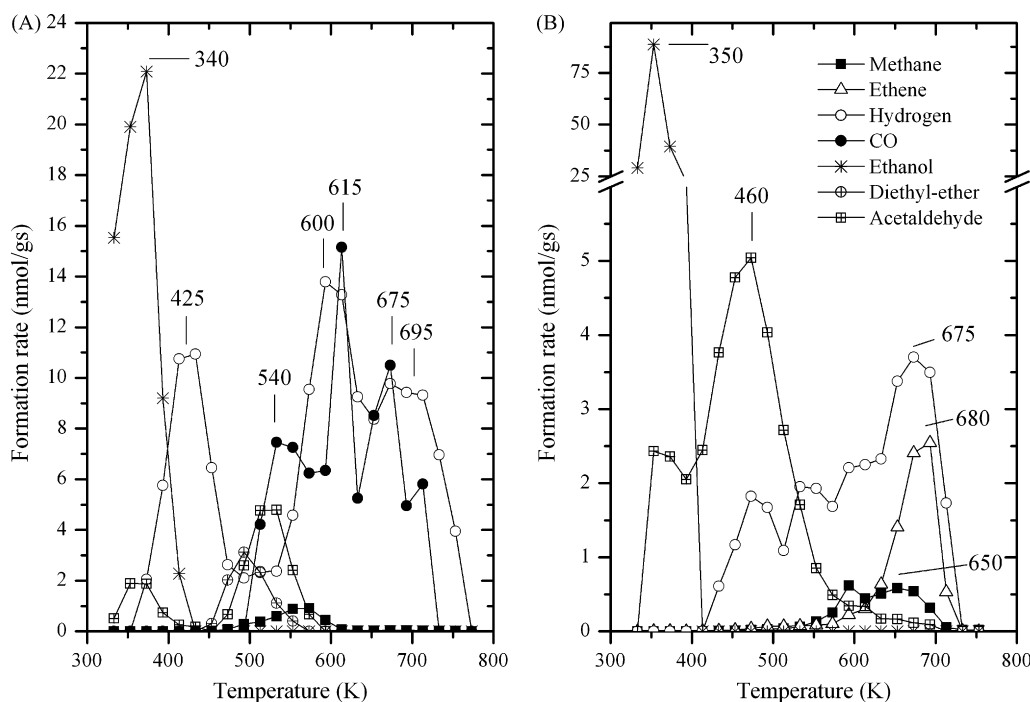 (A)
24
22
20
18
16
14
12
10
8
6
4
2
0
Formation rate (nmol/gs)
340
425
540
600
615
675
695
300 400 500 600 700 800
Temperature (K)
(B)
75
50
25
5
4
3
2
1
0
Formation rate (nmol/gs)
350
460
675
680
650
Methane
Ethene
Hydrogen
CO
Ethanol
Diethyl-ether
Acetaldehyde
300 400 500 600 700 800
Temperature (K)